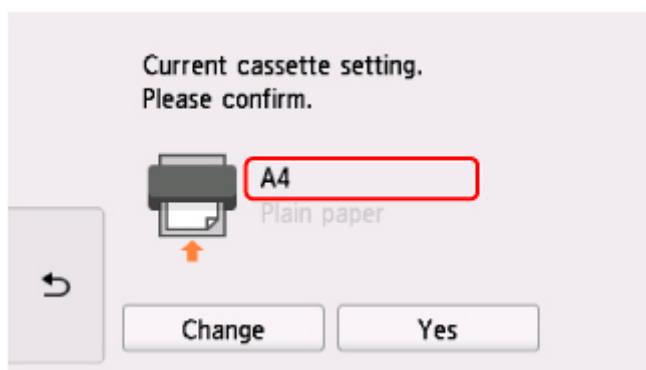 Current cassette setting.
Please confirm.
A4
Plain paper
Change
Yes